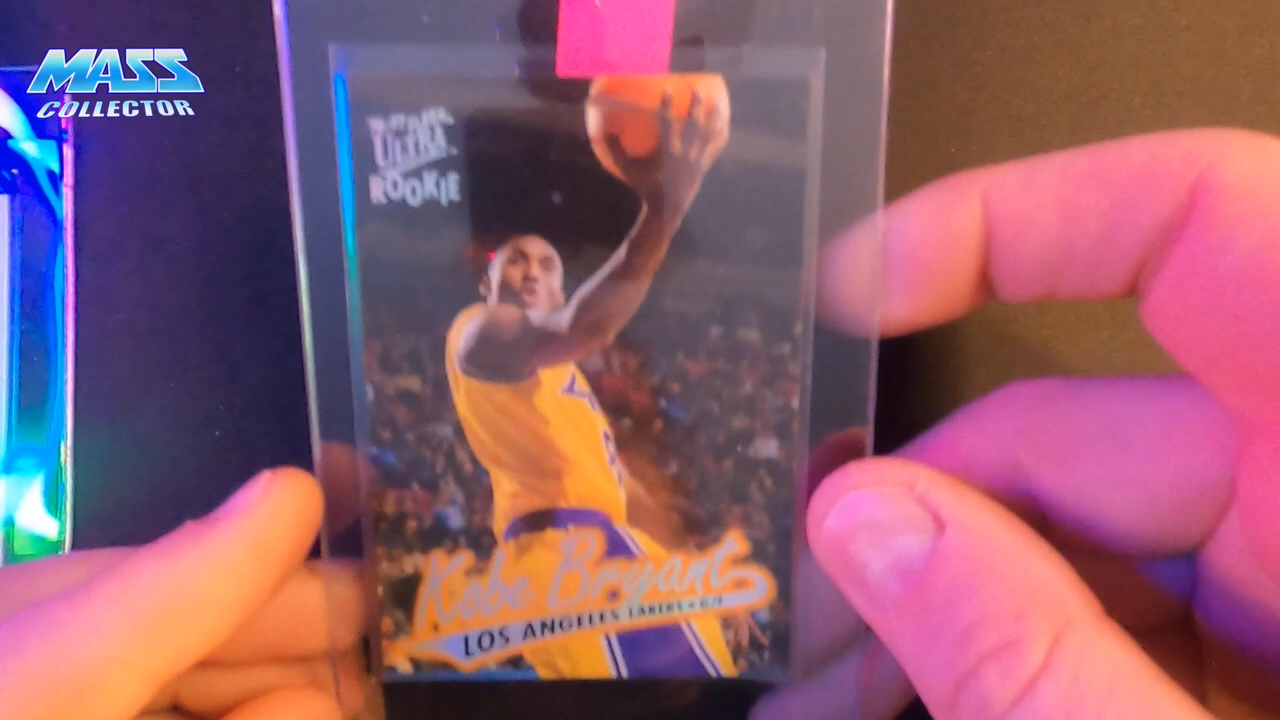 MASS
COLLECTOR
ULTRA
ROOKIE
Kobe Bryant
LOS ANGELES LAKERS • G/F